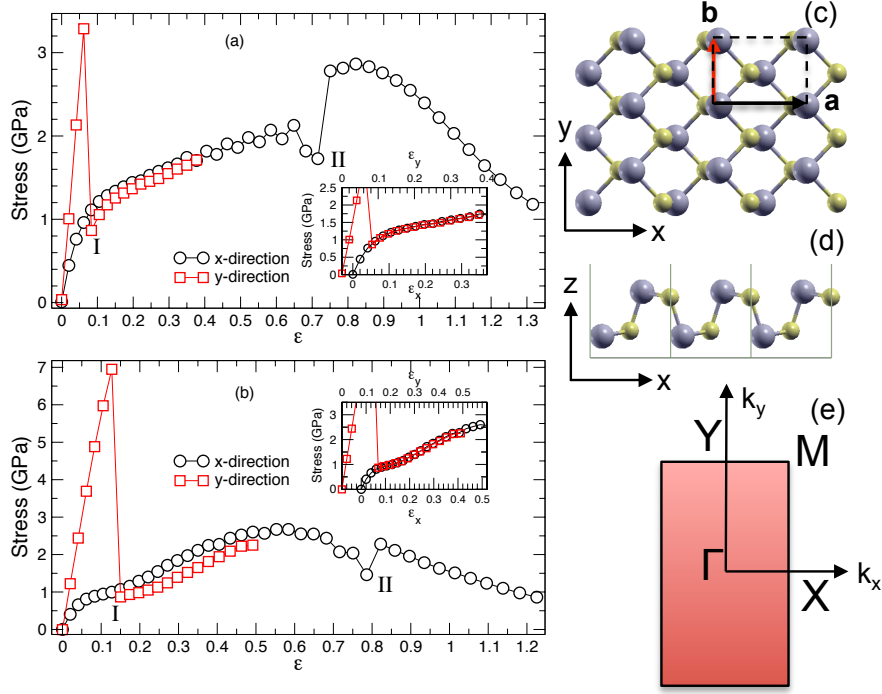 (a)
Stress (GPa)
3
2
1
0
I
II
x-direction
y-direction
0 0.1 0.2 0.3 0.4 0.5 0.6 0.7 0.8 0.9 1 1.1 1.2 1.3
ε
ε_y
0 0.1 0.2 0.3 0.4
Stress (GPa)
2.5
2
1.5
1
0.5
0
0 0.1 0.2 0.3
ε_x
(b)
Stress (GPa)
7
6
5
4
3
2
1
0
I
II
x-direction
y-direction
0 0.1 0.2 0.3 0.4 0.5 0.6 0.7 0.8 0.9 1 1.1 1.2
ε
ε_y
0 0.1 0.2 0.3 0.4 0.5
Stress (GPa)
3
2
1
0
0 0.1 0.2 0.3 0.4 0.5
ε_x
b (c)
a
y
x
(d)
z
x
k_y (e)
Y M
Γ
X k_x